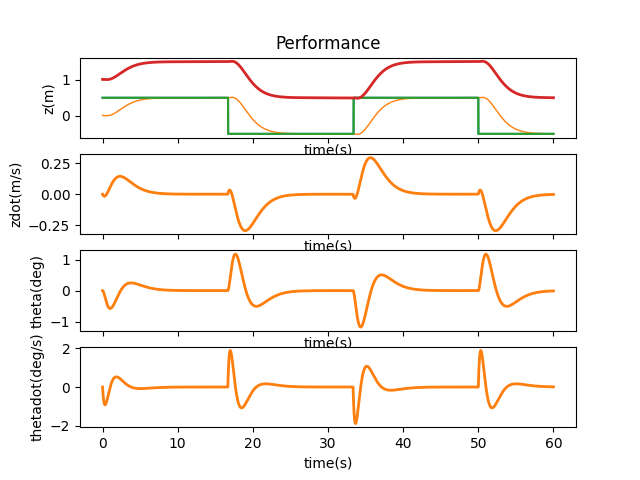 Performance
z(m)
1
0
time(s)
zdot(m/s)
0.25
0.00
−0.25
time(s)
theta(deg)
1
0
−1
time(s)
thetadot(deg/s)
2
0
−2
0 10 20 30 40 50 60
time(s)